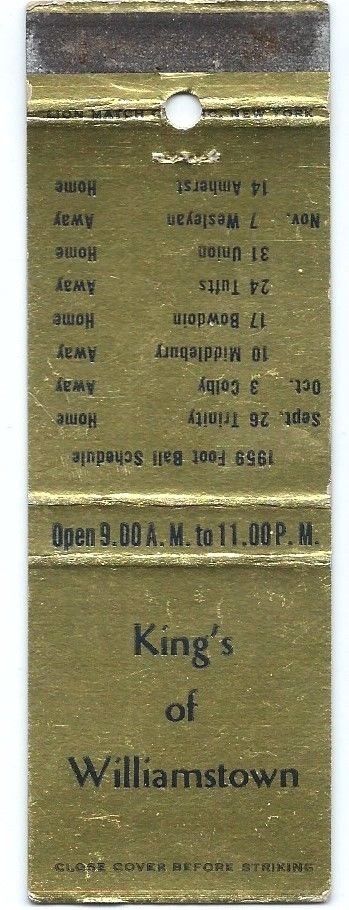 LION MATCH CO., INC., NEW YORK
1959 Foot Ball Schedule
Sept. 26 Trinity Home
Oct. 3 Colby Away
10 Middlebury Away
17 Bowdoin Home
24 Tufts Away
31 Union Home
Nov. 7 Wesleyan Away
14 Amherst Home
Open 9.00 A. M. to 11.00 P. M.
King's
of
Williamstown
CLOSE COVER BEFORE STRIKING